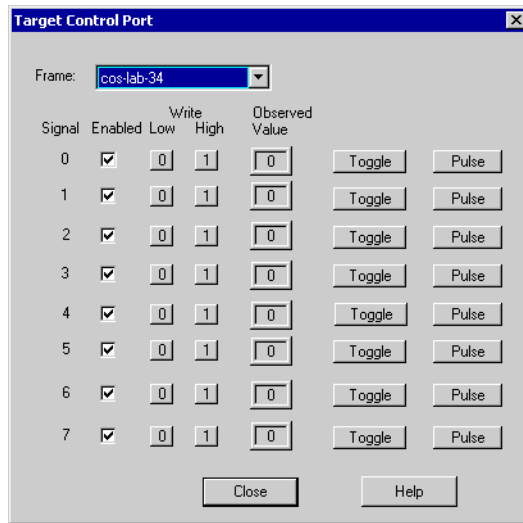 Target Control Port
Frame: cos-lab-34
Write Observed
Signal Enabled Low High Value
0 0 1 0 Toggle Pulse
1 0 1 0 Toggle Pulse
2 0 1 0 Toggle Pulse
3 0 1 0 Toggle Pulse
4 0 1 0 Toggle Pulse
5 0 1 0 Toggle Pulse
6 0 1 0 Toggle Pulse
7 0 1 0 Toggle Pulse
Close Help